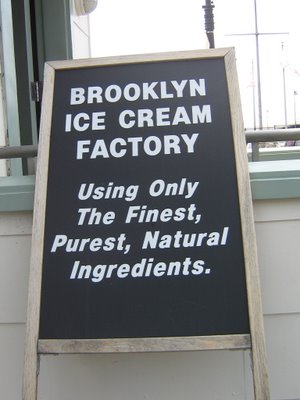 BROOKLYN
ICE CREAM
FACTORY
Using Only
The Finest,
Purest, Natural
Ingredients.